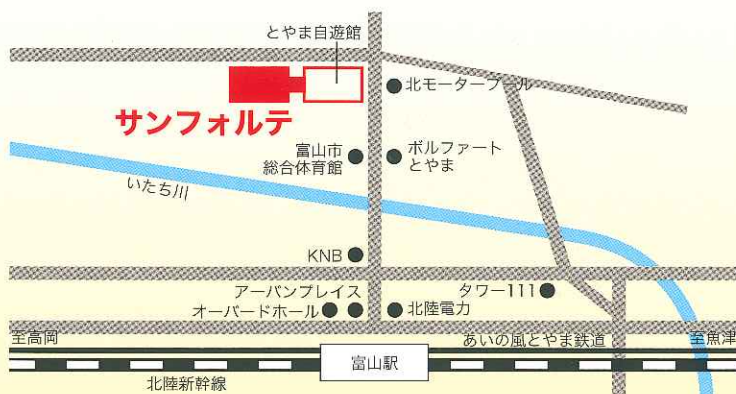 とやま自遊館
北モータープール
サンフォルテ
富山市
総合体育館
ボルファート
とやま
いたち川
KNB
アーバンプレイス
オーバードホール
北陸電力
タワー111
至高岡
あいの風とやま鉄道
至魚津
富山駅
北陸新幹線